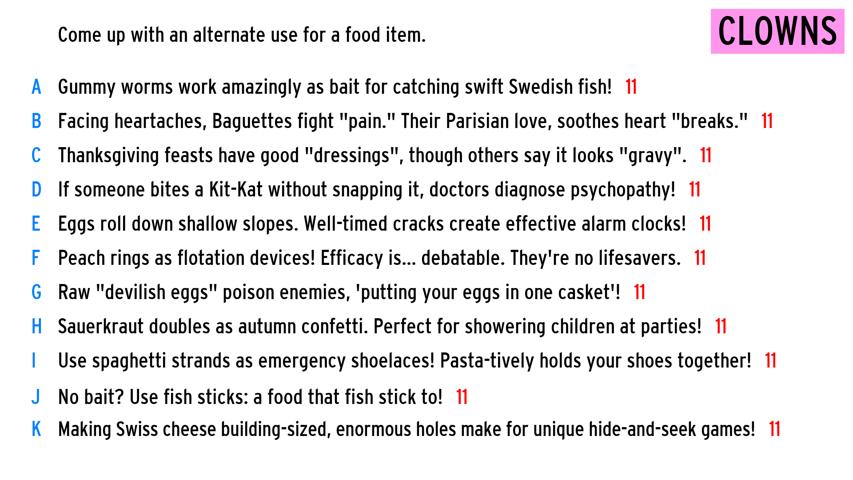 CLOWNS
Come up with an alternate use for a food item.
A Gummy worms work amazingly as bait for catching swift Swedish fish! 11
B Facing heartaches, Baguettes fight "pain." Their Parisian love, soothes heart "breaks." 11
C Thanksgiving feasts have good "dressings", though others say it looks "gravy". 11
D If someone bites a Kit-Kat without snapping it, doctors diagnose psychopathy! 11
E Eggs roll down shallow slopes. Well-timed cracks create effective alarm clocks! 11
F Peach rings as flotation devices! Efficacy is... debatable. They're no lifesavers. 11
G Raw "devilish eggs" poison enemies, 'putting your eggs in one casket'! 11
H Sauerkraut doubles as autumn confetti. Perfect for showering children at parties! 11
I Use spaghetti strands as emergency shoelaces! Pasta-tively holds your shoes together! 11
J No bait? Use fish sticks: a food that fish stick to! 11
K Making Swiss cheese building-sized, enormous holes make for unique hide-and-seek games! 11